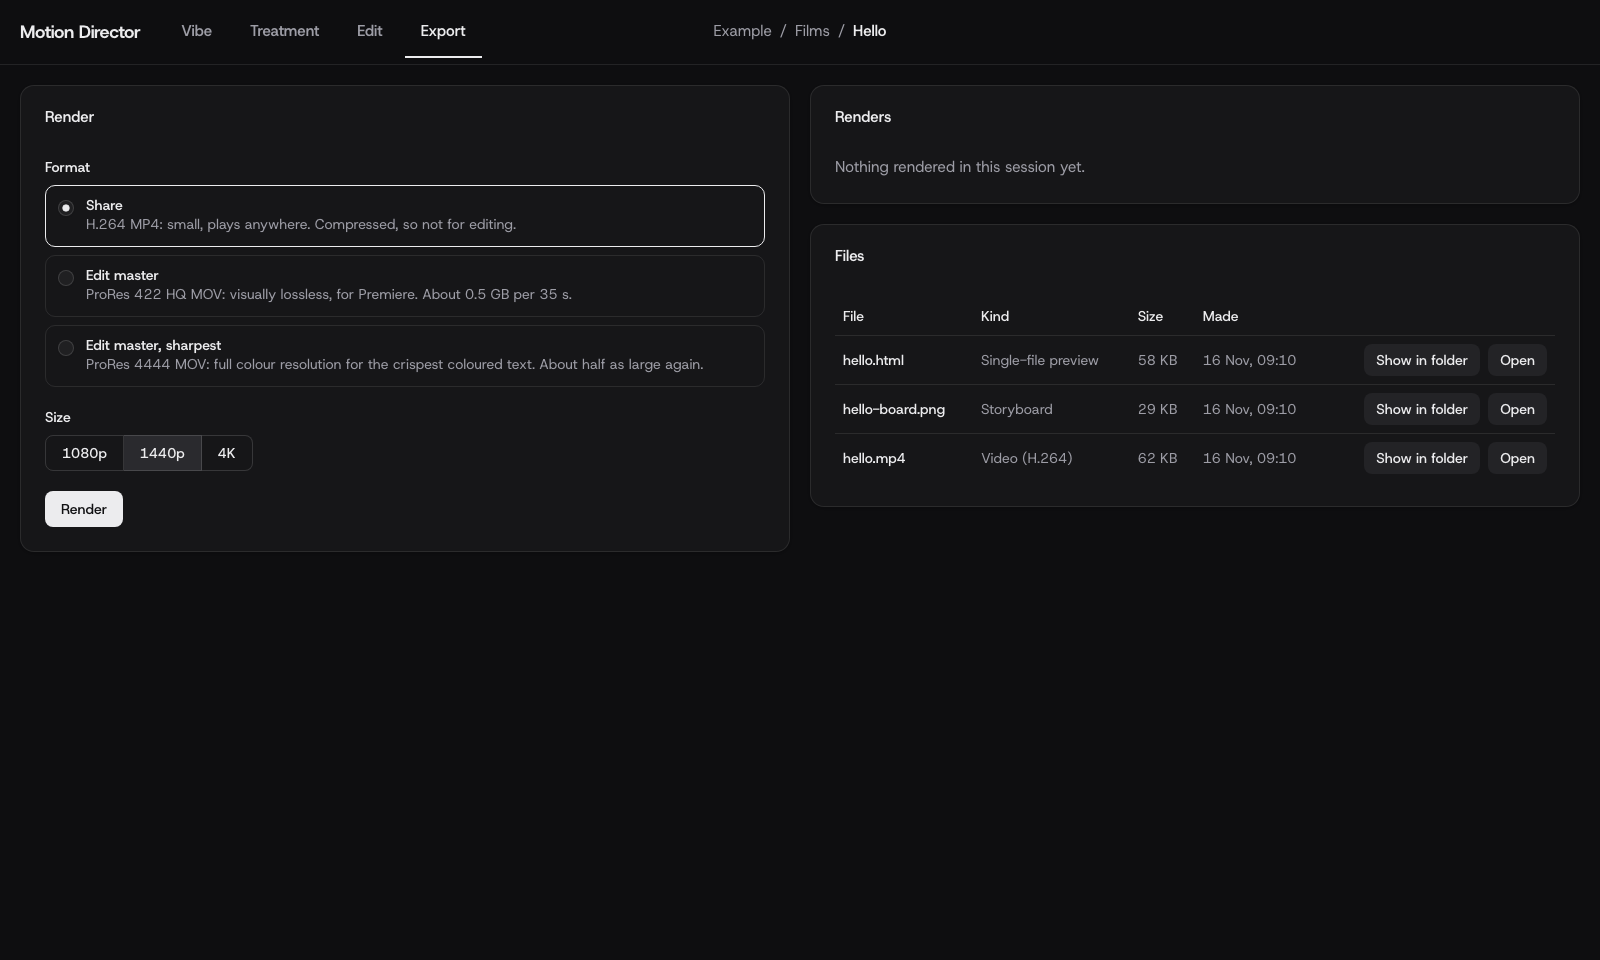 Motion Director Vibe Treatment Edit Export Example / Films / Hello
Render
Format
Share
H.264 MP4: small, plays anywhere. Compressed, so not for editing.
Edit master
ProRes 422 HQ MOV: visually lossless, for Premiere. About 0.5 GB per 35 s.
Edit master, sharpest
ProRes 4444 MOV: full colour resolution for the crispest coloured text. About half as large again.
Size
1080p 1440p 4K
Render
Renders
Nothing rendered in this session yet.
Files
File Kind Size Made
hello.html Single-file preview 58 KB 16 Nov, 09:10 Show in folder Open
hello-board.png Storyboard 29 KB 16 Nov, 09:10 Show in folder Open
hello.mp4 Video (H.264) 62 KB 16 Nov, 09:10 Show in folder Open